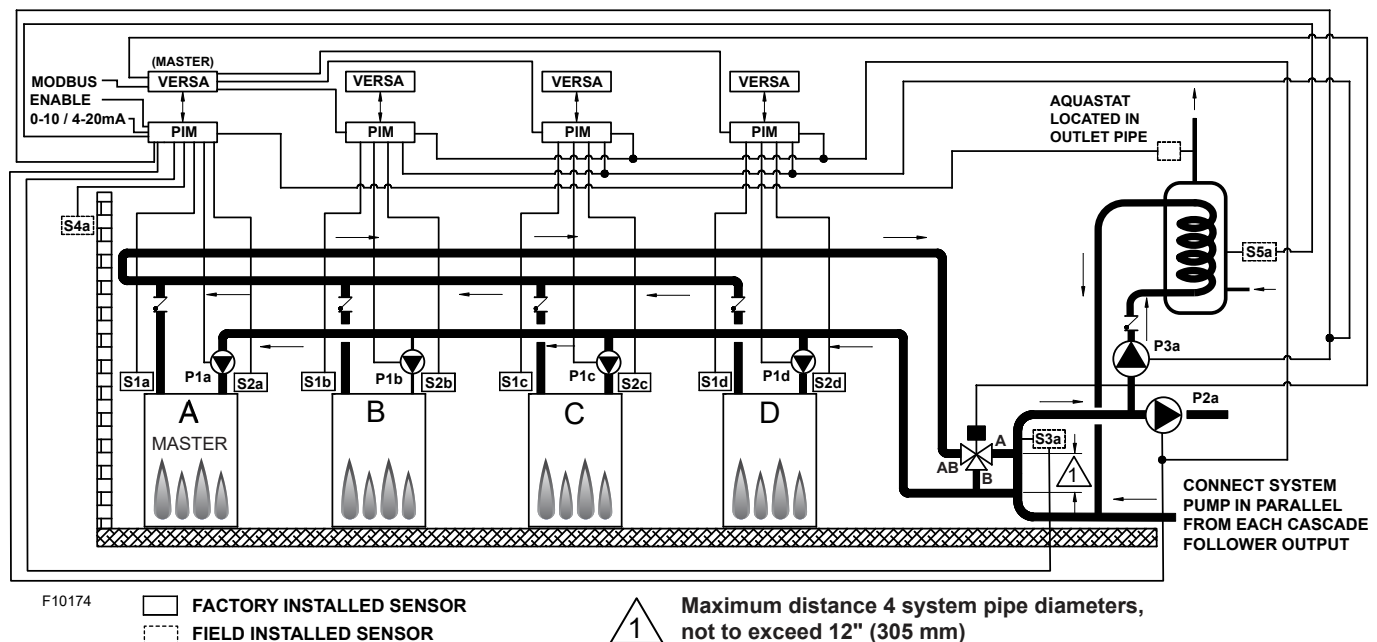 (MASTER)
MODBUS
VERSA
VERSA
VERSA
VERSA
ENABLE
0-10 / 4-20mA
PIM
PIM
PIM
PIM
AQUASTAT
LOCATED IN
OUTLET PIPE
S4a
S5a
P3a
P1a
P1b
P1c
P1d
S1a
S2a
S1b
S2b
S1c
S2c
S1d
S2d
P2a
A
MASTER
B
C
D
S3a
A
AB
B
1
CONNECT SYSTEM
PUMP IN PARALLEL
FROM EACH CASCADE
FOLLOWER OUTPUT
F10174
FACTORY INSTALLED SENSOR
FIELD INSTALLED SENSOR
1
Maximum distance 4 system pipe diameters,
not to exceed 12" (305 mm)